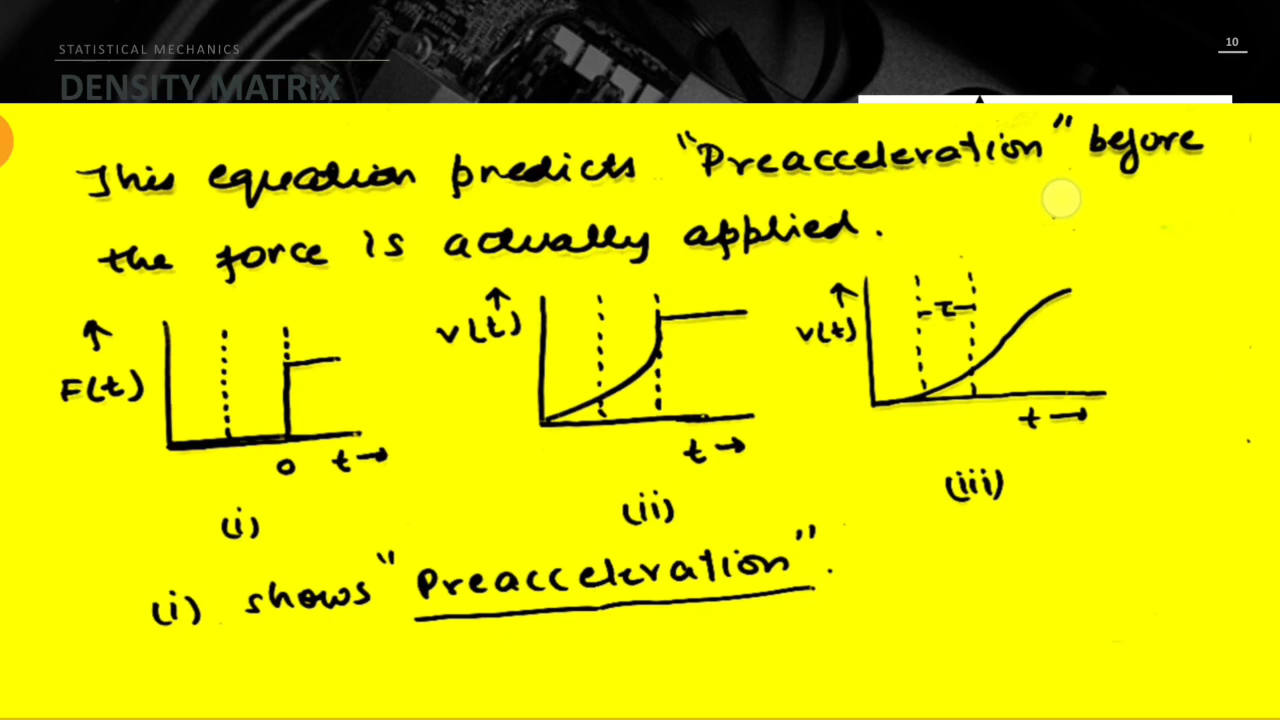 STATISTICAL MECHANICS
10
DENSITY MATRIX
This equation predicts "Preacceleration" before
the force is actually applied.
F(t)
0 t→
(i)
v(t)
t→
(ii)
v(t)
-τ-
t→
(iii)
(i) shows "Preacceleration".